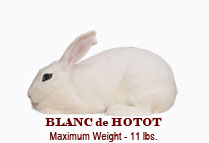 BLANC de HOTOT
Maximum Weight - 11 lbs.